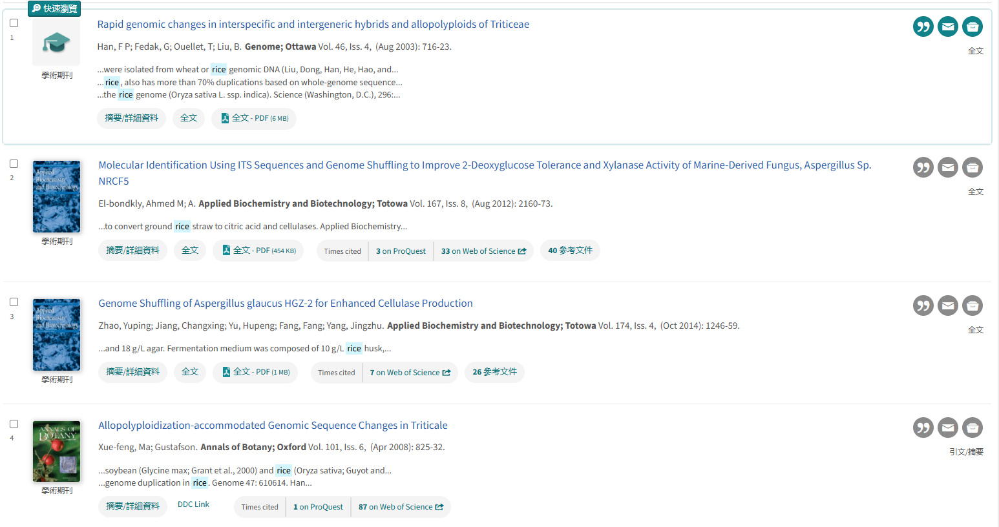 快速瀏覽
1
學術期刊
Rapid genomic changes in interspecific and intergeneric hybrids and allopolyploids of Triticeae
Han, F P; Fedak, G; Ouellet, T; Liu, B. Genome; Ottawa Vol. 46, Iss. 4, (Aug 2003): 716-23.
...were isolated from wheat or rice genomic DNA (Liu, Dong, Han, He, Hao, and...
...rice, also has more than 70% duplications based on whole-genome sequence...
...the rice genome (Oryza sativa L. ssp. indica). Science (Washington, D.C.), 296:...
摘要/詳細資料 全文 全文 - PDF (6 MB)
全文
2
Applied Biochemistry and Biotechnology
學術期刊
Molecular Identification Using ITS Sequences and Genome Shuffling to Improve 2-Deoxyglucose Tolerance and Xylanase Activity of Marine-Derived Fungus, Aspergillus Sp.
NRCF5
El-bondkly, Ahmed M; A. Applied Biochemistry and Biotechnology; Totowa Vol. 167, Iss. 8, (Aug 2012): 2160-73.
...to convert ground rice straw to citric acid and cellulases. Applied Biochemistry...
摘要/詳細資料 全文 全文 - PDF (454 KB) Times cited 3 on ProQuest 33 on Web of Science 40 參考文件
全文
3
Applied Biochemistry and Biotechnology
學術期刊
Genome Shuffling of Aspergillus glaucus HGZ-2 for Enhanced Cellulase Production
Zhao, Yuping; Jiang, Changxing; Yu, Hupeng; Fang, Fang; Yang, Jingzhu. Applied Biochemistry and Biotechnology; Totowa Vol. 174, Iss. 4, (Oct 2014): 1246-59.
...and 18 g/L agar. Fermentation medium was composed of 10 g/L rice husk,...
摘要/詳細資料 全文 全文 - PDF (1 MB) Times cited 7 on Web of Science 26 參考文件
全文
4
ANNALS OF BOTANY
學術期刊
Allopolyploidization-accommodated Genomic Sequence Changes in Triticale
Xue-feng, Ma; Gustafson. Annals of Botany; Oxford Vol. 101, Iss. 6, (Apr 2008): 825-32.
...soybean (Glycine max; Grant et al., 2000) and rice (Oryza sativa; Guyot and...
...genome duplication in rice. Genome 47: 610614. Han...
摘要/詳細資料 DDC Link Times cited 1 on ProQuest 87 on Web of Science
引文/摘要